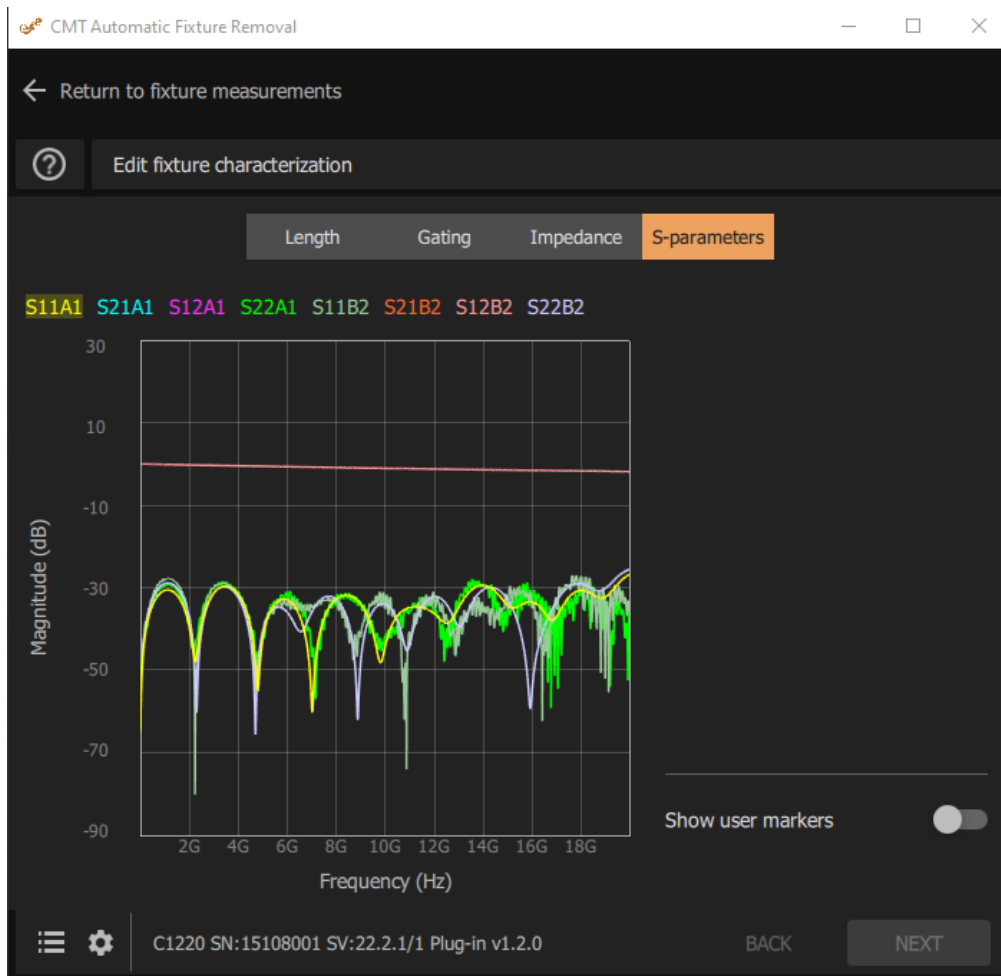 CMT Automatic Fixture Removal
Return to fixture measurements
Edit fixture characterization
Length Gating Impedance S-parameters
S11A1 S21A1 S12A1 S22A1 S11B2 S21B2 S12B2 S22B2
30
10
-10
-30
-50
-70
-90
Magnitude (dB)
2G 4G 6G 8G 10G 12G 14G 16G 18G
Frequency (Hz)
Show user markers
C1220 SN:15108001 SV:22.2.1/1 Plug-in v1.2.0
BACK NEXT